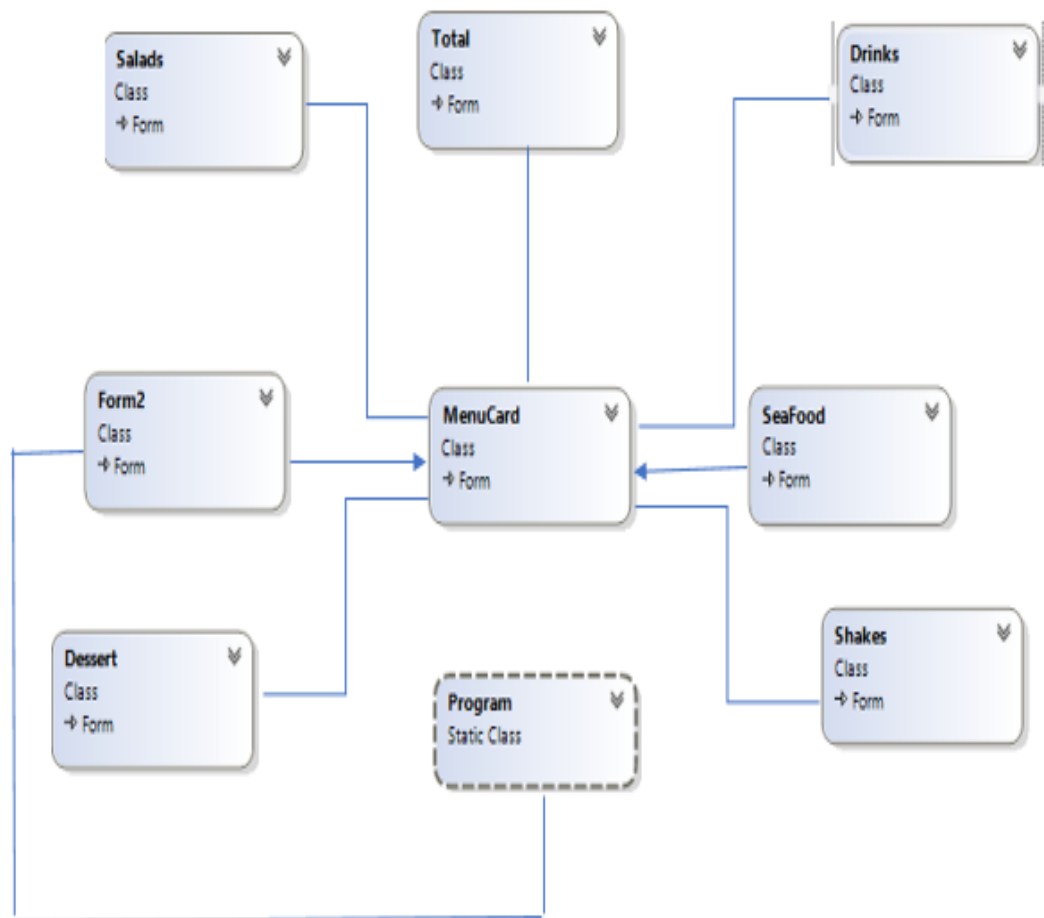 Salads
Class
Form
Total
Class
Form
Drinks
Class
Form
Form2
Class
Form
MenuCard
Class
Form
SeaFood
Class
Form
Dessert
Class
Form
Program
Static Class
Shakes
Class
Form